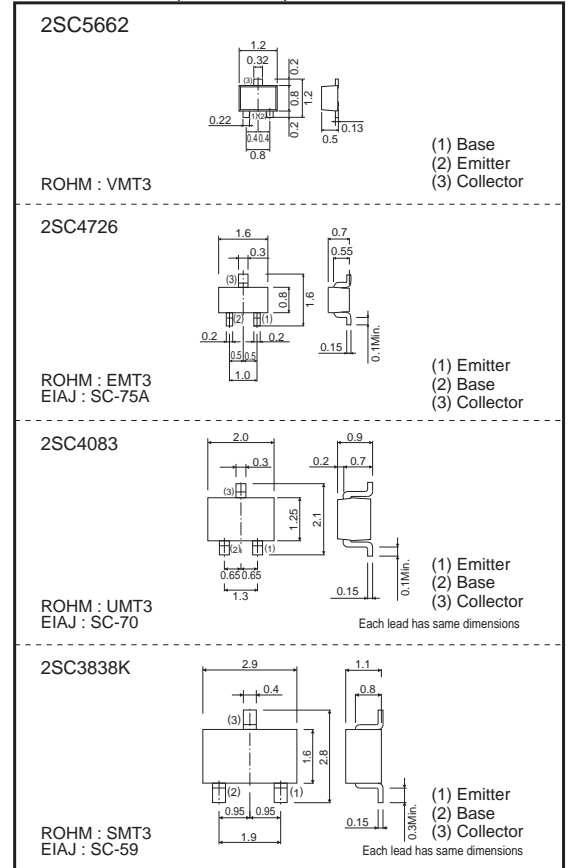 2SC5662
1.2
0.32
0.2
(3)
0.8
1.2
(1)(2)
0.22
0.2
0.13
0.4 0.4
0.5
0.8
(1) Base
(2) Emitter
(3) Collector
ROHM : VMT3
2SC4726
1.6
0.7
0.3
0.55
(3)
0.8
1.6
(2)
(1)
0.2
0.2
0.15
0.1Min.
0.5 0.5
1.0
(1) Emitter
(2) Base
(3) Collector
ROHM : EMT3
EIAJ : SC-75A
2SC4083
2.0
0.9
0.3
0.2
0.7
(3)
1.25
2.1
(2)
(1)
0.65 0.65
0.15
0.1Min.
1.3
(1) Emitter
(2) Base
(3) Collector
ROHM : UMT3
EIAJ : SC-70
Each lead has same dimensions
2SC3838K
2.9
1.1
0.4
0.8
(3)
1.6
2.8
(2)
(1)
0.95 0.95
0.15
0.3Min.
1.9
(1) Emitter
(2) Base
(3) Collector
ROHM : SMT3
EIAJ : SC-59
Each lead has same dimensions